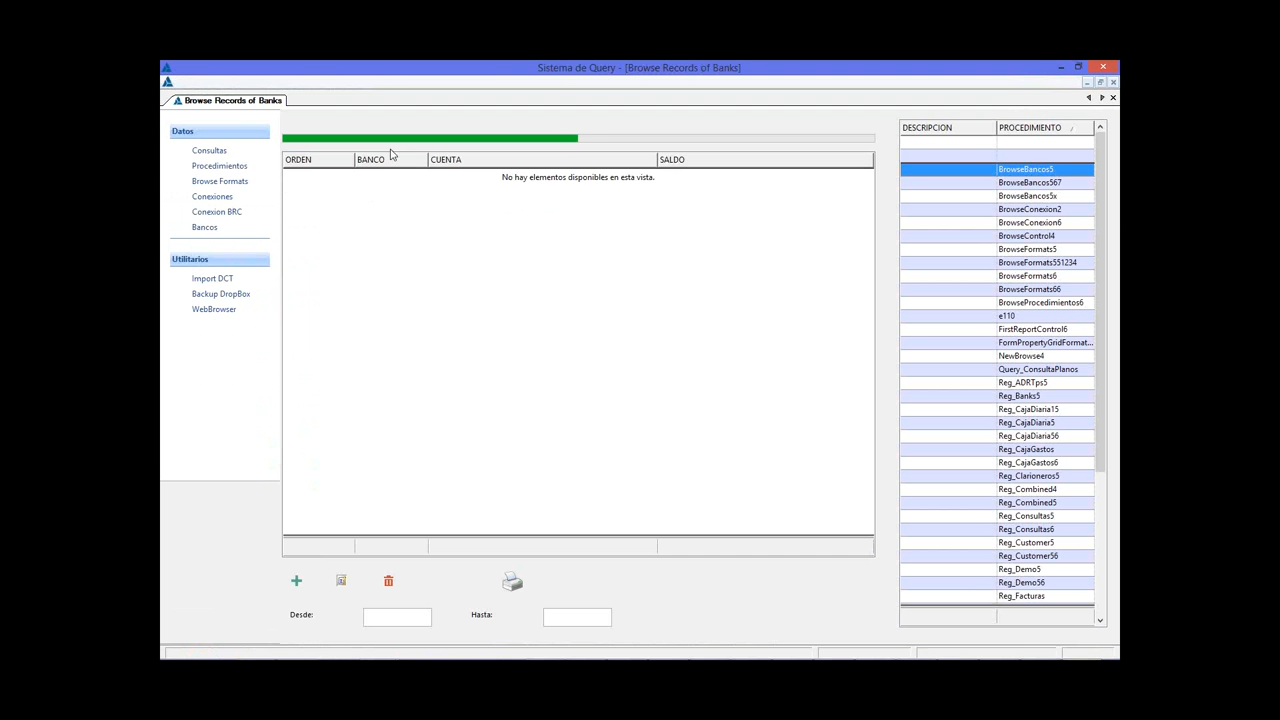 Sistema de Query - [Browse Records of Banks]
Browse Records of Banks
Datos
Consultas
Procedimientos
Browse Formats
Conexiones
Conexion BRC
Bancos
Utilitarios
Import DCT
Backup DropBox
WebBrowser
ORDEN BANCO CUENTA SALDO
No hay elementos disponibles en esta vista.
Desde: Hasta:
DESCRIPCION PROCEDIMIENTO
BrowseBancos5
BrowseBancos567
BrowseBancos5x
BrowseConexion2
BrowseConexion6
BrowseControl4
BrowseFormats5
BrowseFormats551234
BrowseFormats6
BrowseFormats66
BrowseProcedimientos6
e110
FirstReportControl6
FormPropertyGridFormat...
NewBrowse4
Query_ConsultaPlanos
Reg_ADRTps5
Reg_Banks5
Reg_CajaDiaria15
Reg_CajaDiaria5
Reg_CajaDiaria56
Reg_CajaGastos
Reg_CajaGastos6
Reg_Clarioneros5
Reg_Combined4
Reg_Combined5
Reg_Consultas5
Reg_Consultas6
Reg_Customer5
Reg_Customer56
Reg_Demo5
Reg_Demo56
Reg_Facturas